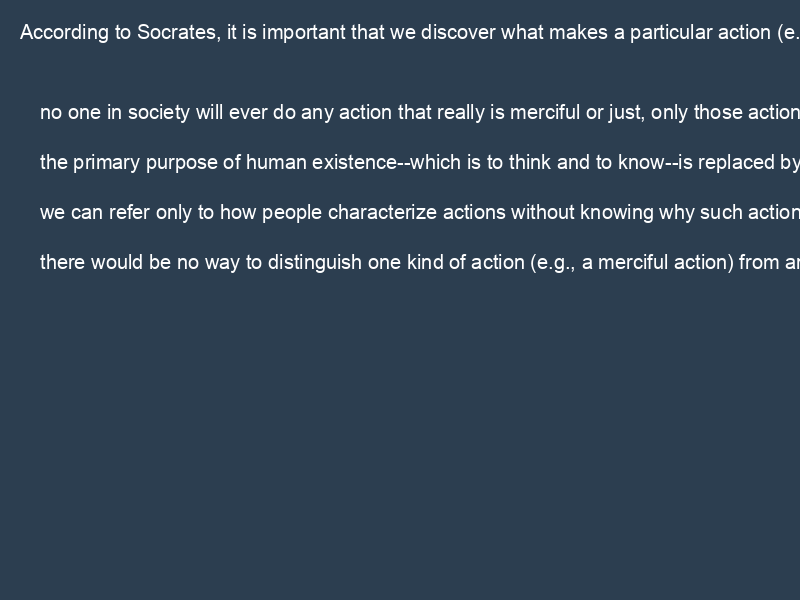 According to Socrates, it is important that we discover what makes a particular action (e.
no one in society will ever do any action that really is merciful or just, only those action
the primary purpose of human existence--which is to think and to know--is replaced by
we can refer only to how people characterize actions without knowing why such action
there would be no way to distinguish one kind of action (e.g., a merciful action) from